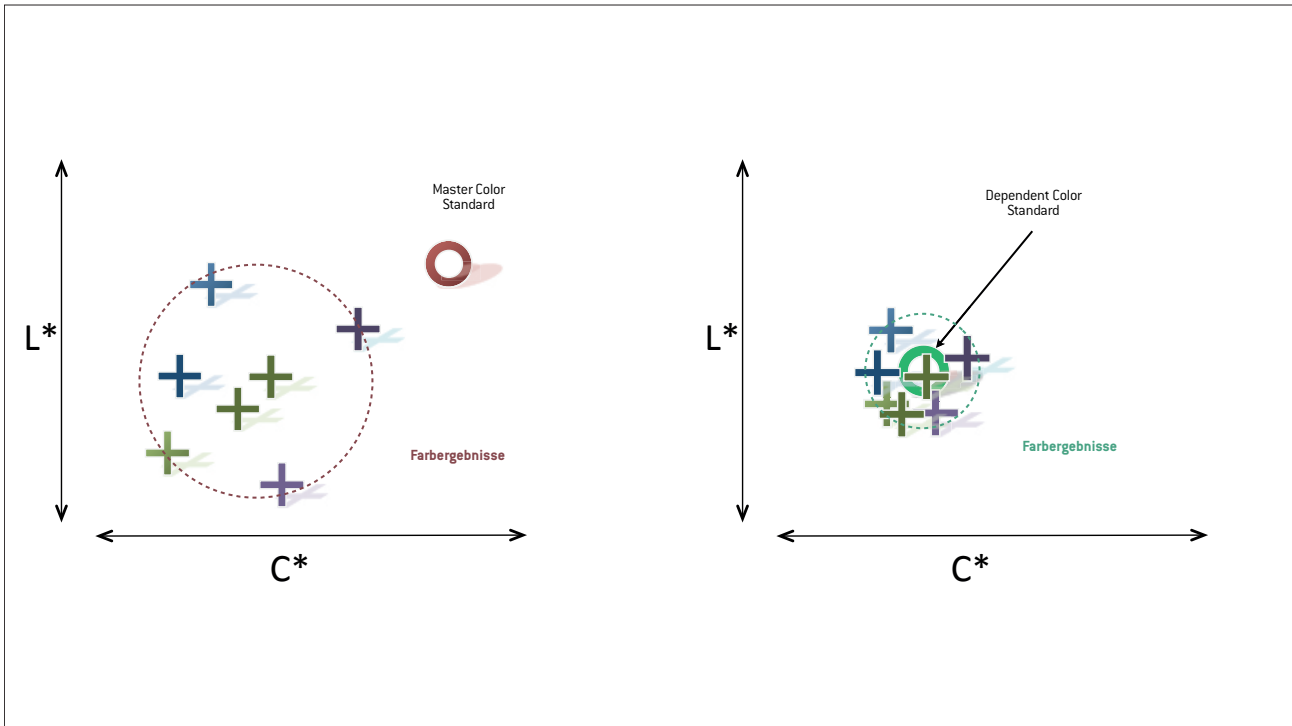 Master Color
Standard
L*
Farbergebnisse
C*
Dependent Color
Standard
L*
Farbergebnisse
C*